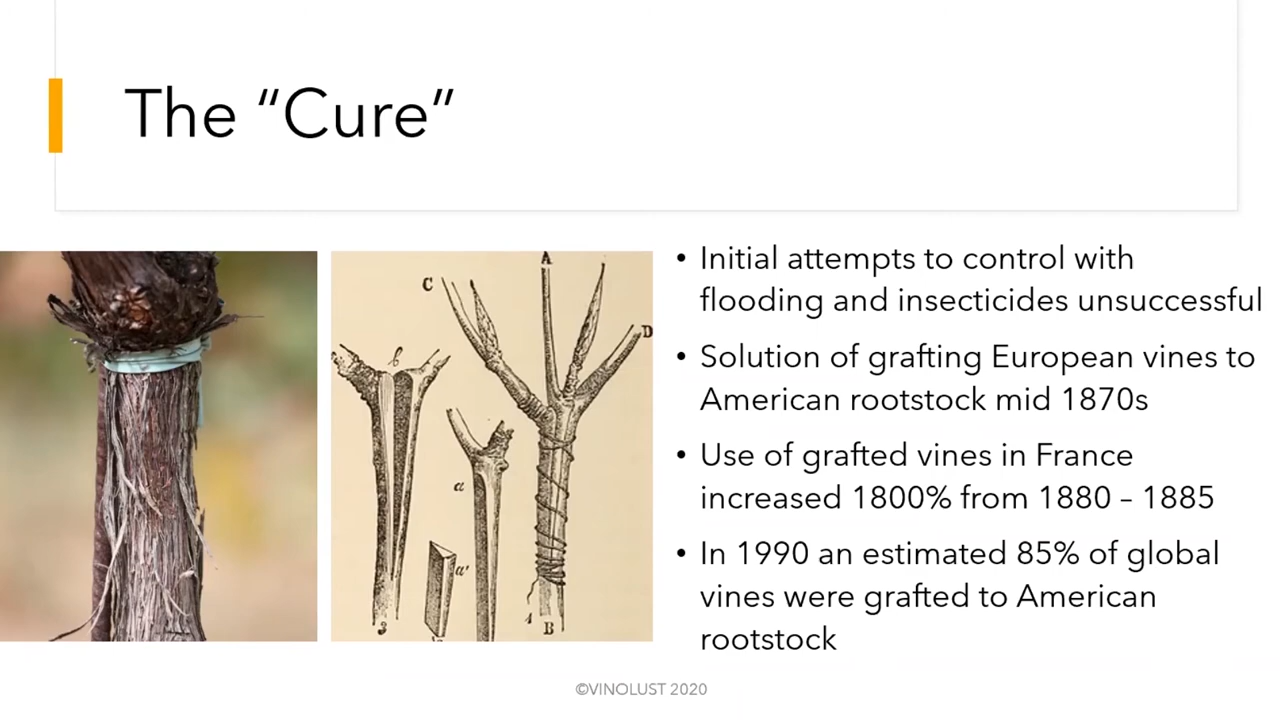 The “Cure”
• Initial attempts to control with
flooding and insecticides unsuccessful
• Solution of grafting European vines to
American rootstock mid 1870s
• Use of grafted vines in France
increased 1800% from 1880 – 1885
• In 1990 an estimated 85% of global
vines were grafted to American
rootstock
A
C
D
b
a
a'
3
1 B
©VINOLUST 2020